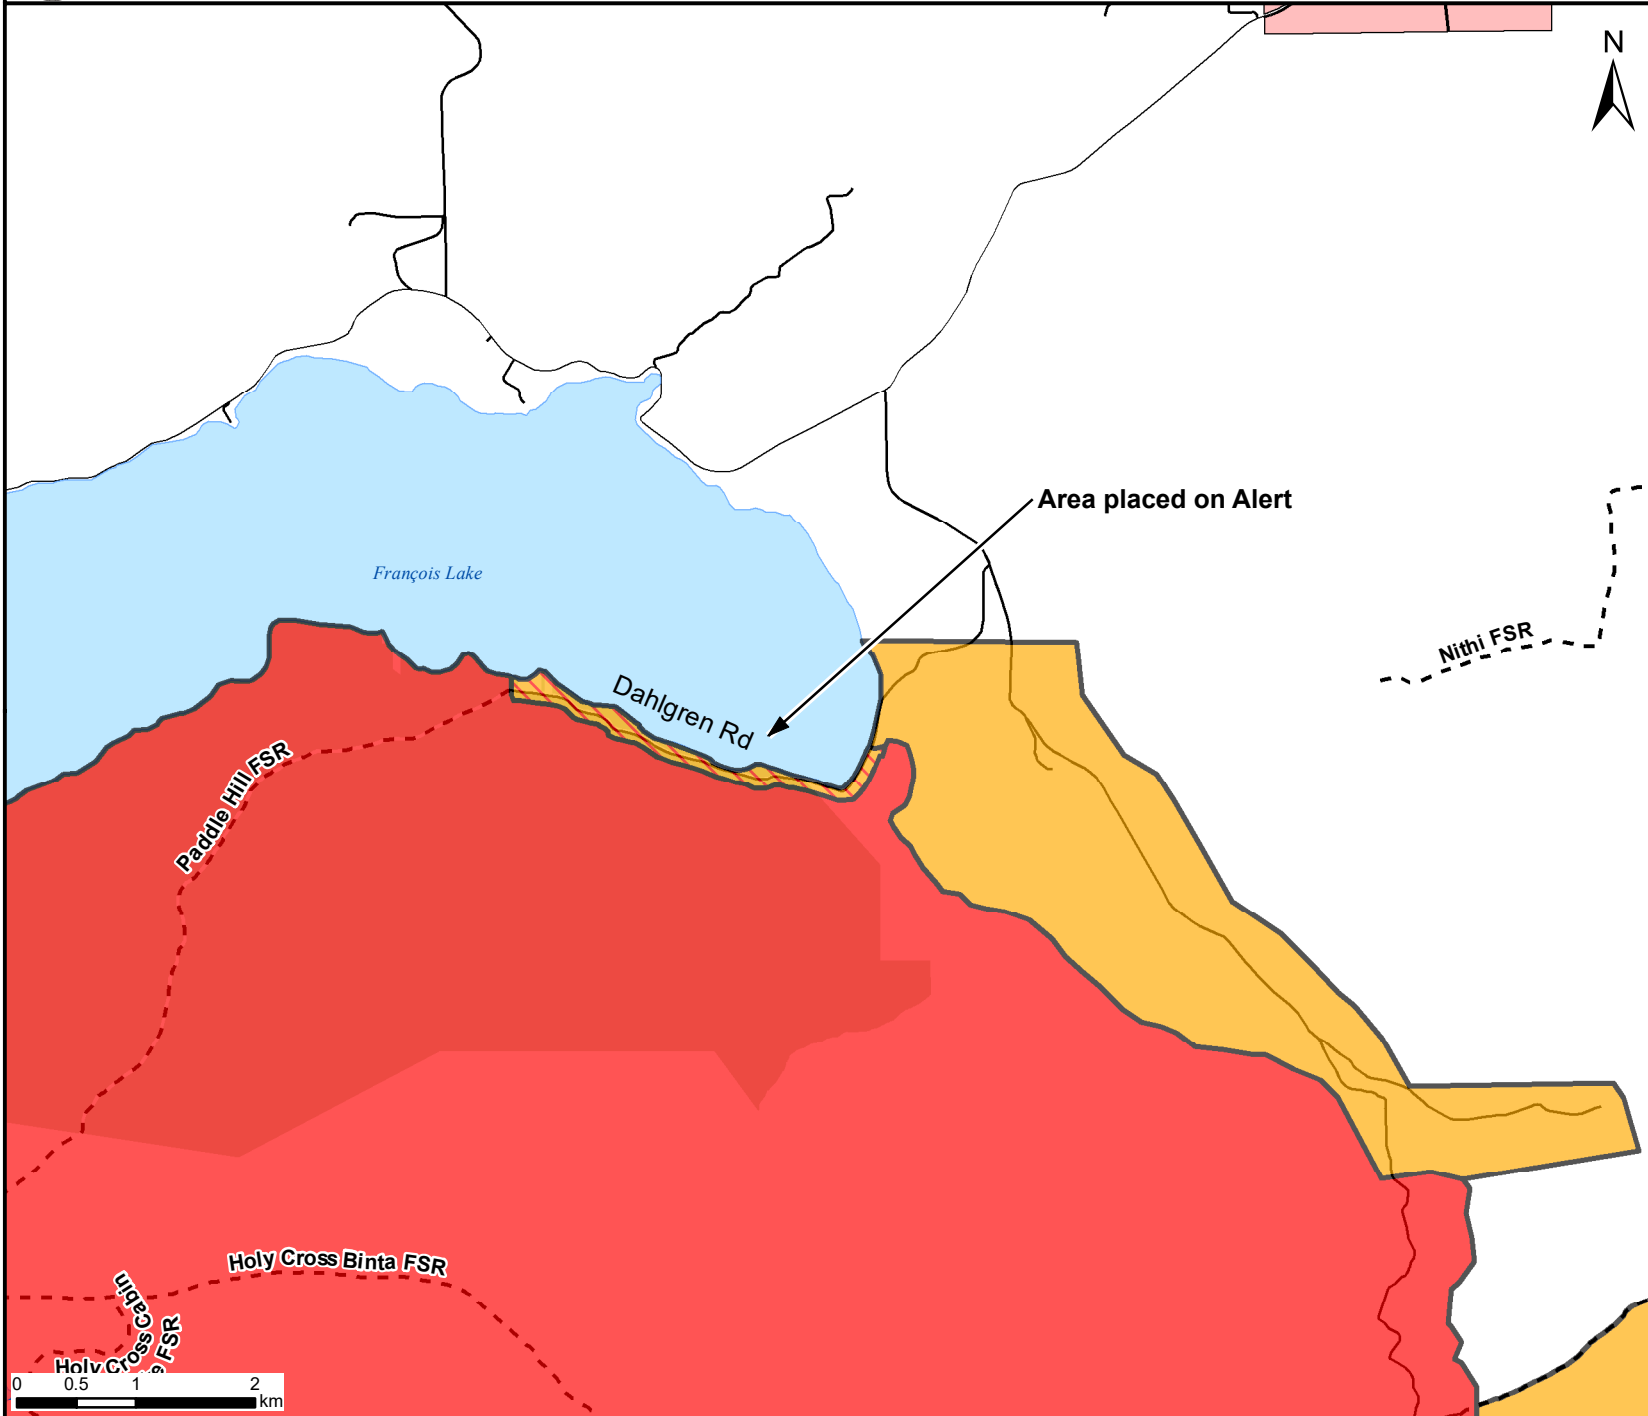 N
Area placed on Alert
François Lake
Nithi FSR
Dahlgren Rd
Paddle Hill FSR
Holy Cross Binta FSR
Holy Cross Cabin
FSR
0 0.5 1 2
km